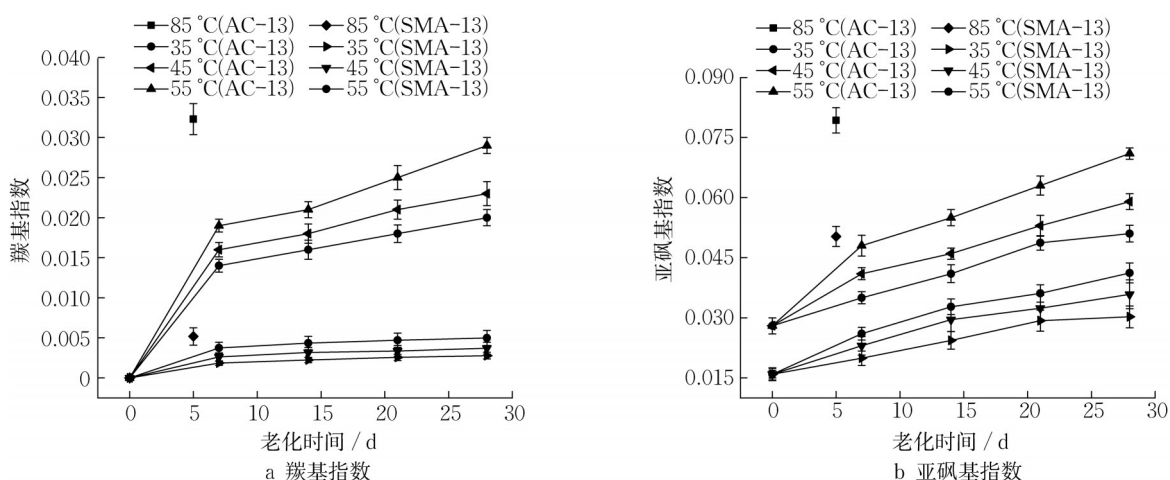 85 ℃(AC-13) 85 ℃(SMA-13)
35 ℃(AC-13) 35 ℃(SMA-13)
45 ℃(AC-13) 45 ℃(SMA-13)
55 ℃(AC-13) 55 ℃(SMA-13)
0.040
0.035
0.030
0.025
0.020
0.015
0.010
0.005
0
羰基指数
0 5 10 15 20 25 30
老化时间 / d
a 羰基指数
85 ℃(AC-13) 85 ℃(SMA-13)
35 ℃(AC-13) 35 ℃(SMA-13)
45 ℃(AC-13) 45 ℃(SMA-13)
55 ℃(AC-13) 55 ℃(SMA-13)
0.090
0.075
0.060
0.045
0.030
0.015
亚砜基指数
0 5 10 15 20 25 30
老化时间 / d
b 亚砜基指数